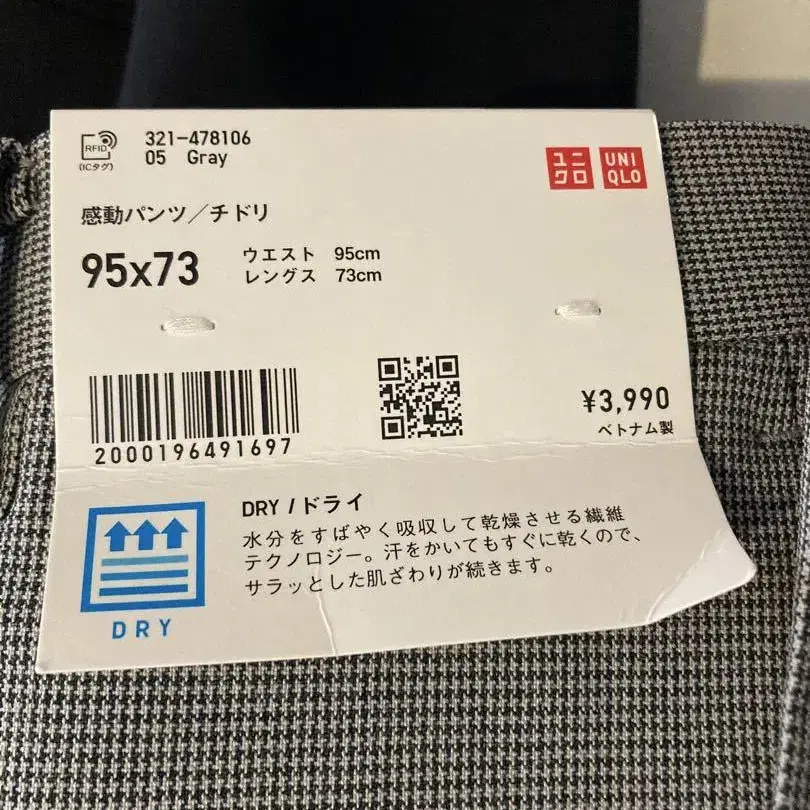 RFID
(ICタグ)
321-478106
05 Gray
ユニ
クロ
UNI
QLO
感動パンツ/チドリ
95x73
ウエスト 95cm
レングス 73cm
2000196491697
¥3,990
ベトナム製
DRY / ドライ
水分をすばやく吸収して乾燥させる繊維
テクノロジー。汗をかいてもすぐに乾くので、
サラッとした肌ざわりが続きます。
DRY